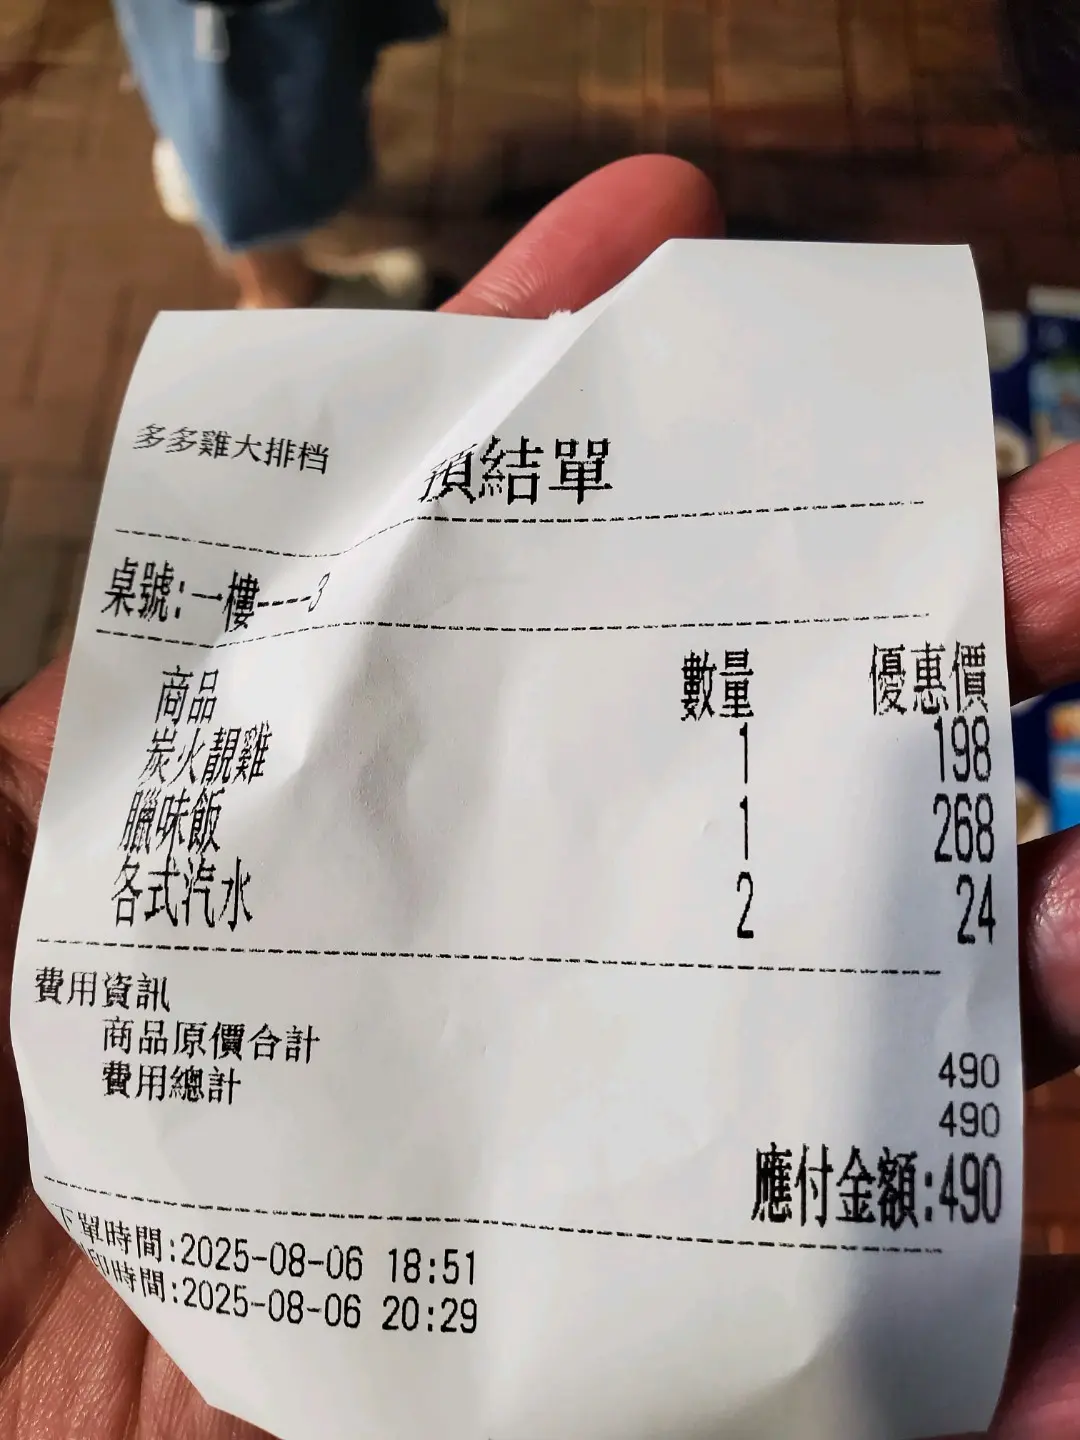 多多雞大排档
預結單
桌號:一樓----3
商品 數量 優惠價
炭火靚雞 1 198
臘味飯 1 268
各式汽水 2 24
費用資訊
商品原價合計 490
費用總計 490
應付金額:490
下單時間:2025-08-06 18:51
印時間:2025-08-06 20:29